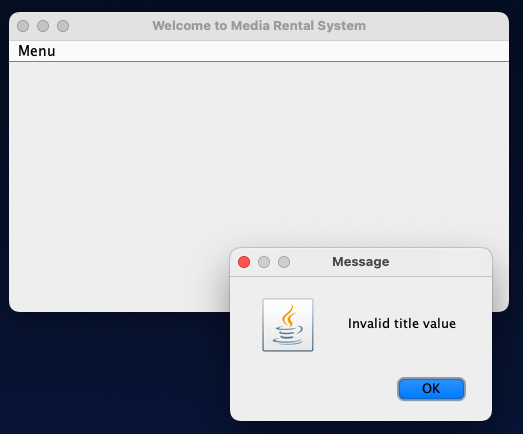 Welcome to Media Rental System
Menu
Message
Invalid title value
OK